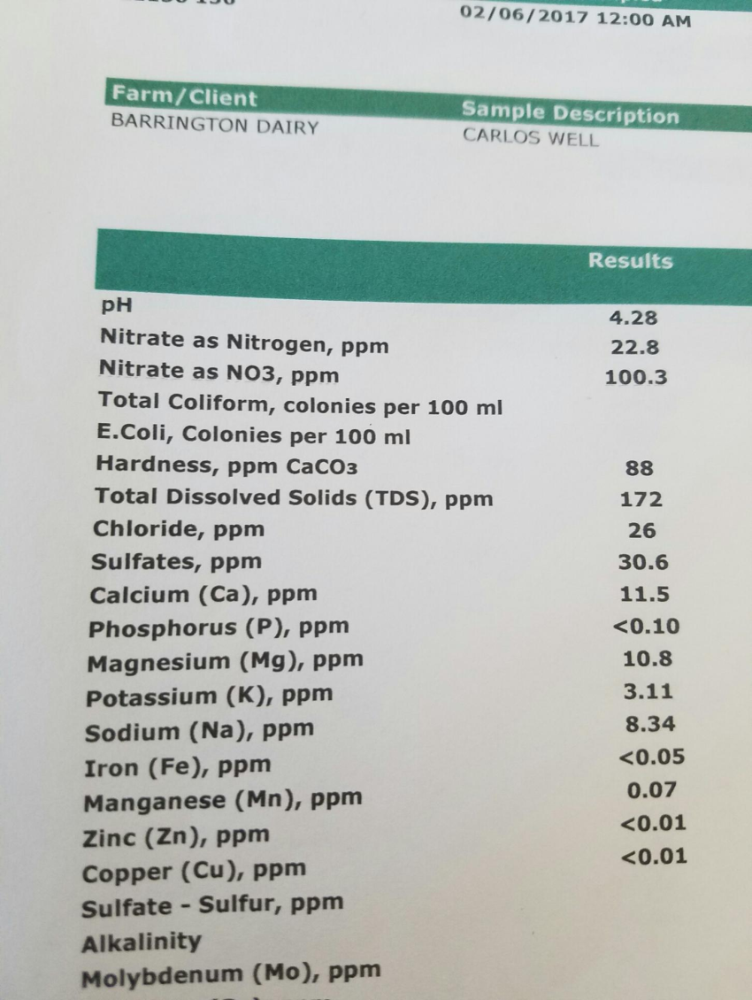 02/06/2017 12:00 AM
Farm/Client Sample Description
BARRINGTON DAIRY CARLOS WELL
Results
pH 4.28
Nitrate as Nitrogen, ppm 22.8
Nitrate as NO3, ppm 100.3
Total Coliform, colonies per 100 ml
E.Coli, Colonies per 100 ml
Hardness, ppm CaCO3 88
Total Dissolved Solids (TDS), ppm 172
Chloride, ppm 26
Sulfates, ppm 30.6
Calcium (Ca), ppm 11.5
Phosphorus (P), ppm <0.10
Magnesium (Mg), ppm 10.8
Potassium (K), ppm 3.11
Sodium (Na), ppm 8.34
Iron (Fe), ppm <0.05
Manganese (Mn), ppm 0.07
Zinc (Zn), ppm <0.01
Copper (Cu), ppm <0.01
Sulfate - Sulfur, ppm
Alkalinity
Molybdenum (Mo), ppm